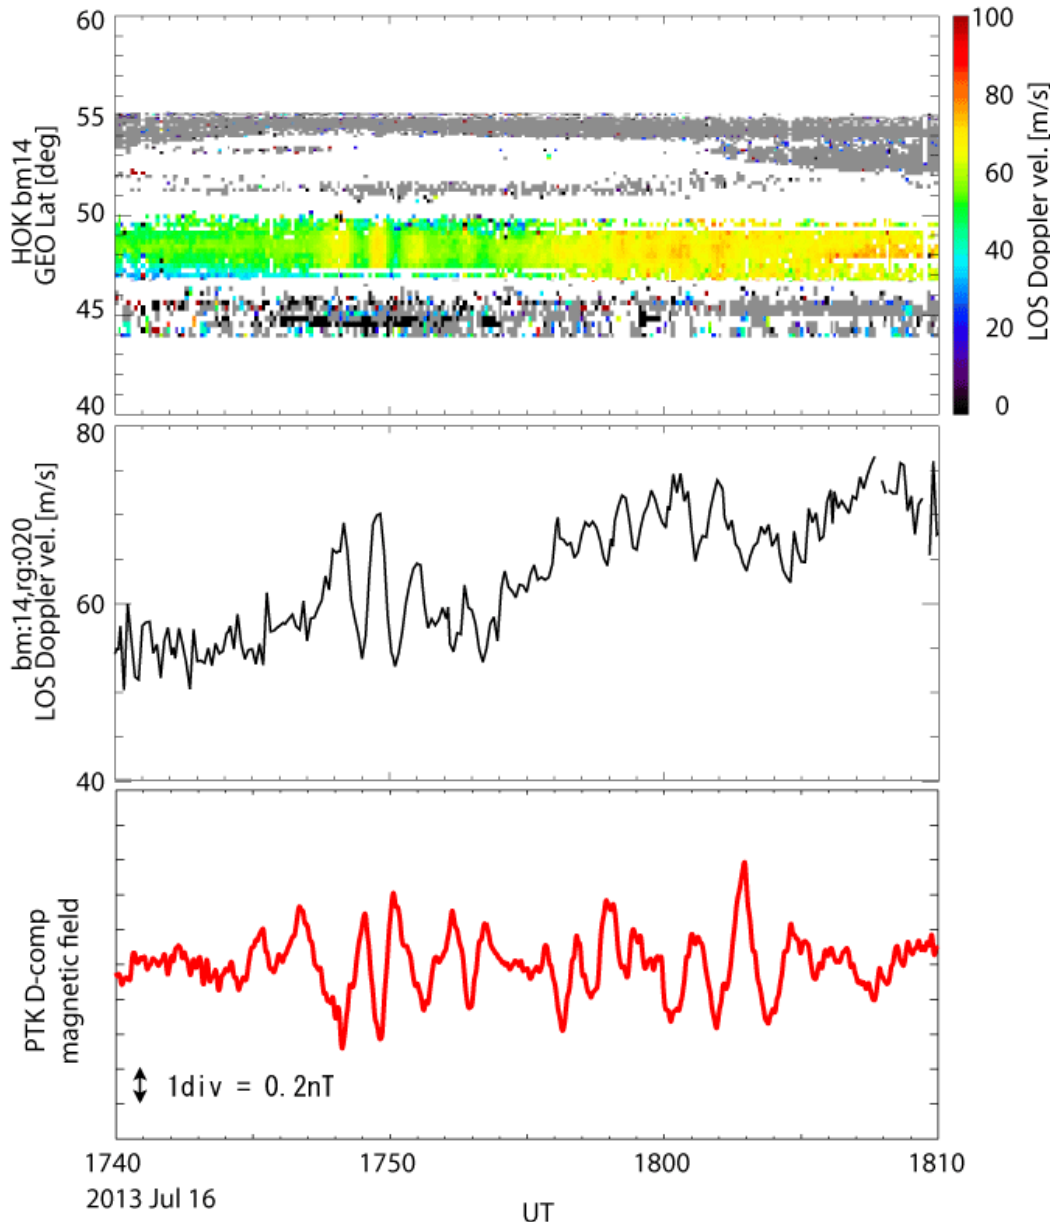 60
55
50
45
40
HOK bm14
GEO Lat [deg]
100
80
60
40
20
0
LOS Doppler vel. [m/s]
80
60
40
bm:14,rg:020
LOS Doppler vel. [m/s]
PTK D-comp
magnetic field
1div = 0.2nT
1740
1750
1800
1810
2013 Jul 16
UT